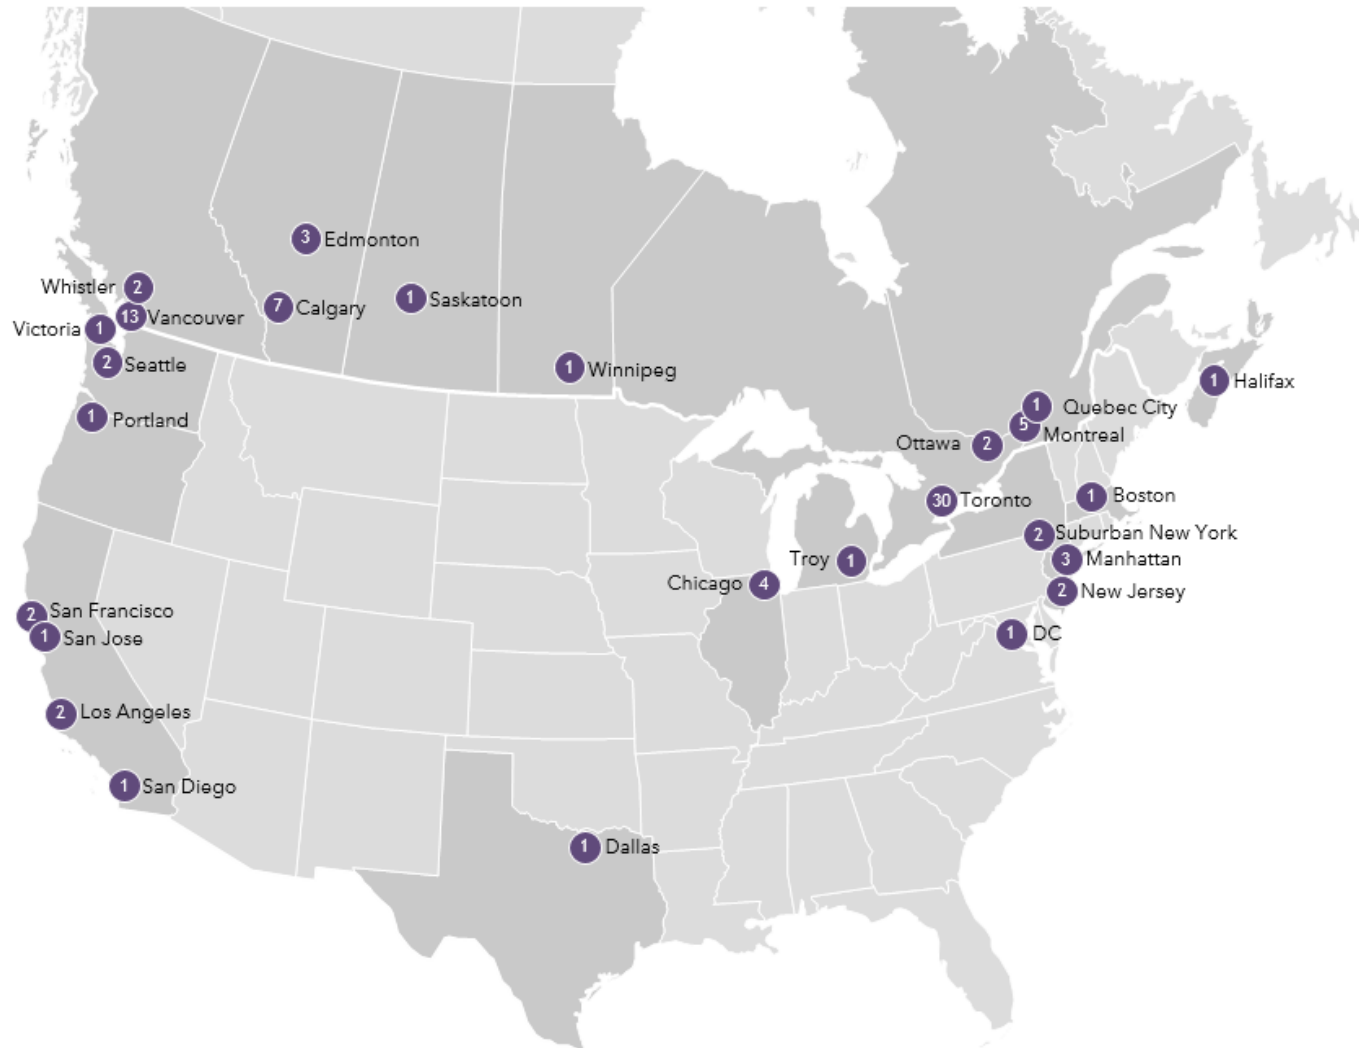 3 Edmonton
Whistler 2
1 Saskatoon
7 Calgary
13 Vancouver
Victoria 1
2 Seattle
1 Winnipeg
1 Halifax
1 Quebec City
1 Portland
5 Montreal
Ottawa 2
1 Boston
30 Toronto
2 Suburban New York
Troy 1
3 Manhattan
Chicago 4
2 New Jersey
2 San Francisco
1 DC
1 San Jose
2 Los Angeles
1 San Diego
1 Dallas